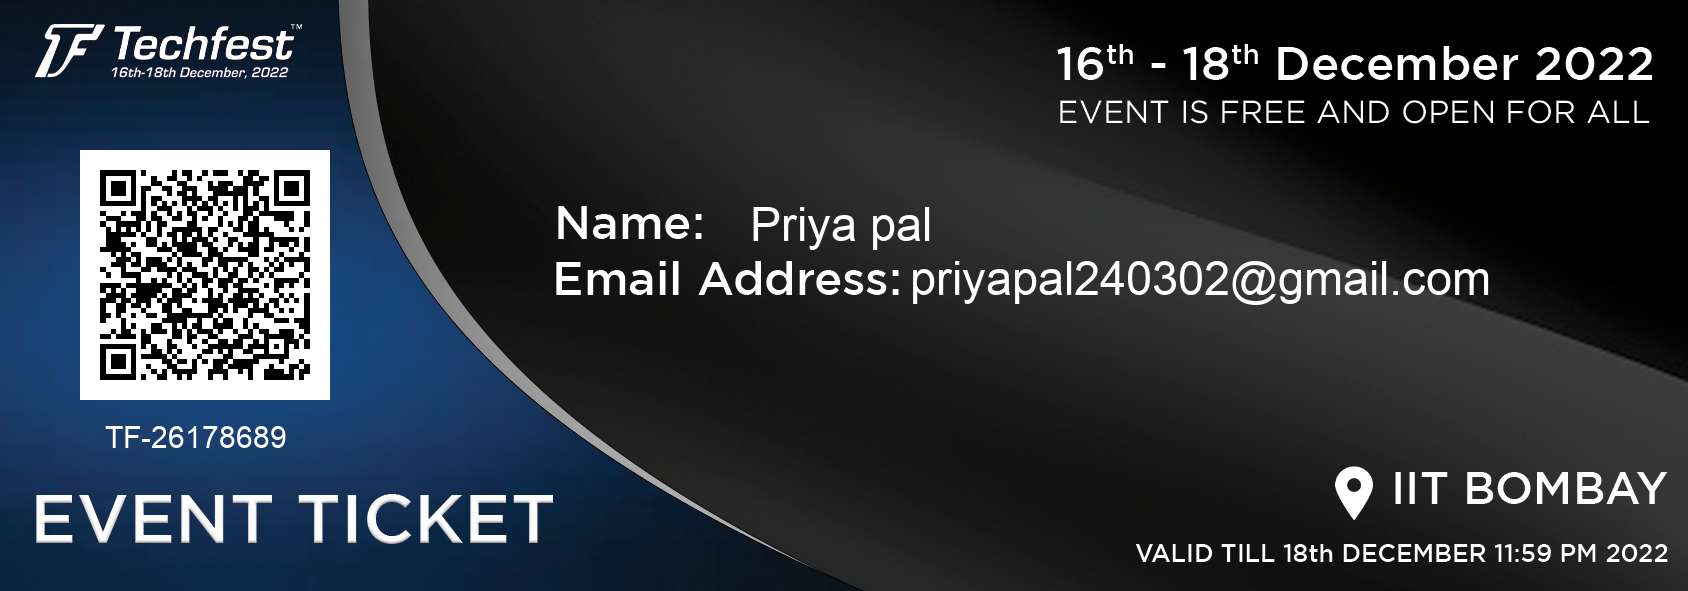 TF Techfest™
16th-18th December, 2022
16th - 18th December 2022
EVENT IS FREE AND OPEN FOR ALL
Name: Priya pal
Email Address: priyapal240302@gmail.com
TF-26178689
EVENT TICKET
IIT BOMBAY
VALID TILL 18th DECEMBER 11:59 PM 2022